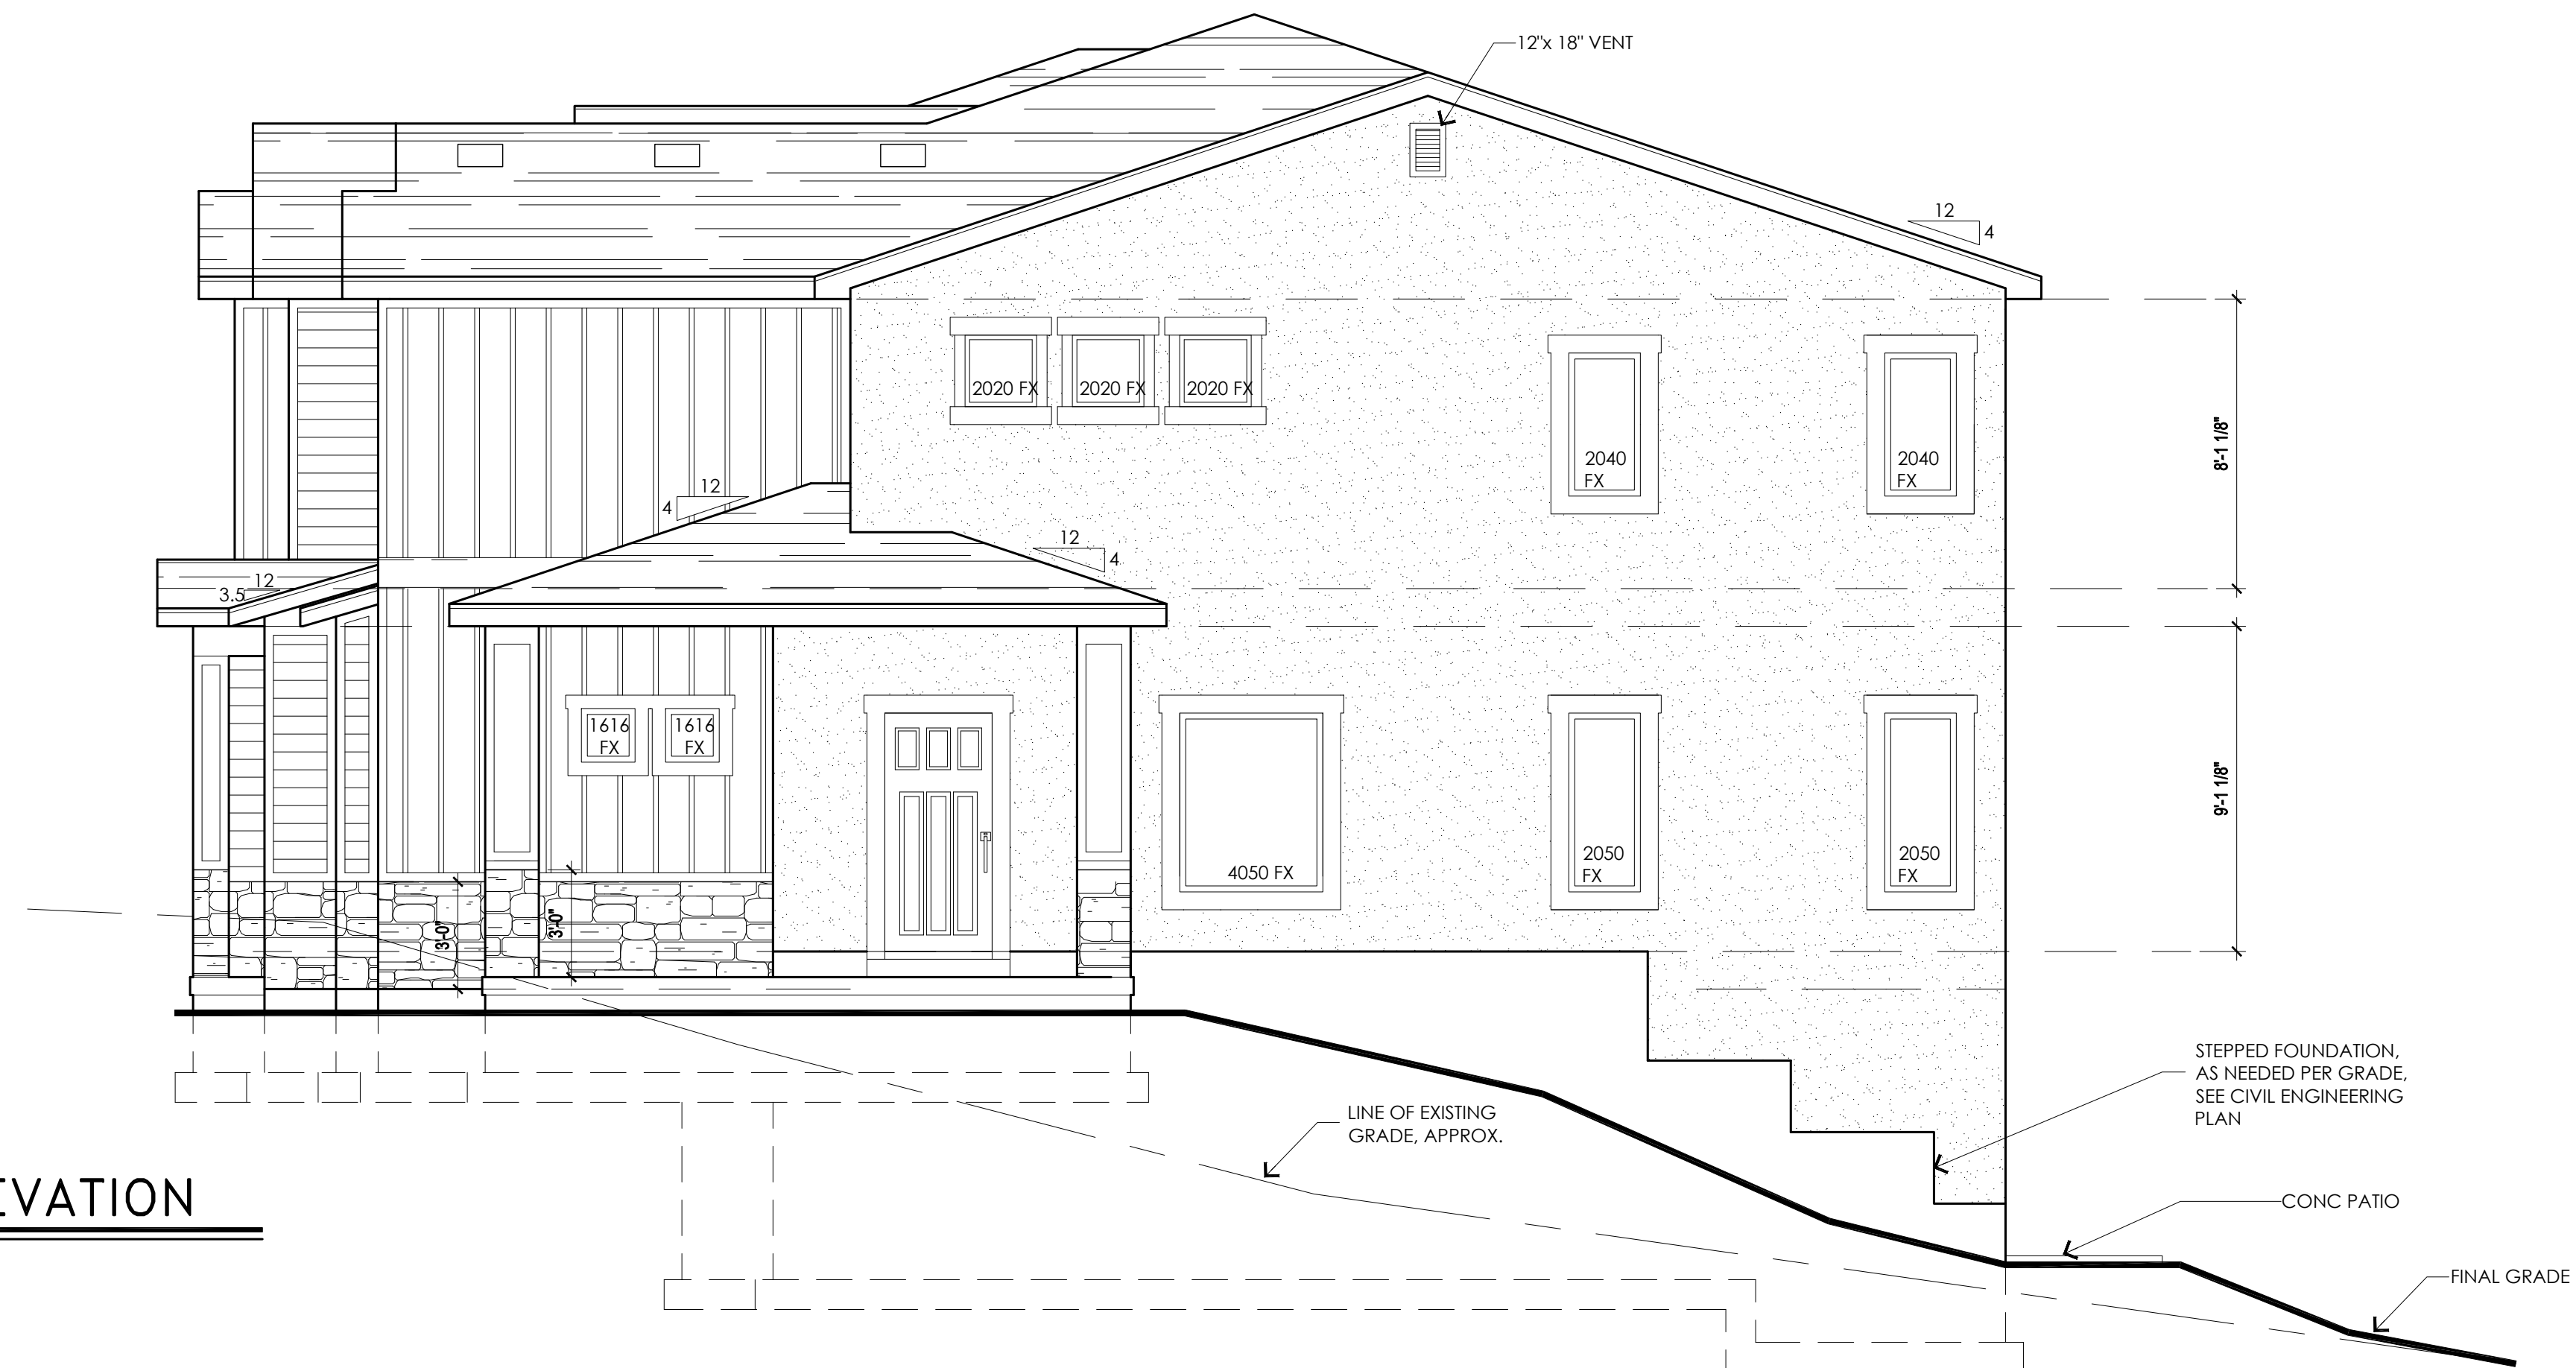 12"x 18" VENT
12
4
2020 FX
2020 FX
2020 FX
2040
FX
2040
FX
8'-1 1/8"
12
4
12
4
12
3.5
1616
FX
1616
FX
9'-1 1/8"
4050 FX
2050
FX
2050
FX
3'-0"
3'-0"
STEPPED FOUNDATION,
AS NEEDED PER GRADE,
SEE CIVIL ENGINEERING
PLAN
LINE OF EXISTING
GRADE, APPROX.
EVATION
CONC PATIO
FINAL GRADE